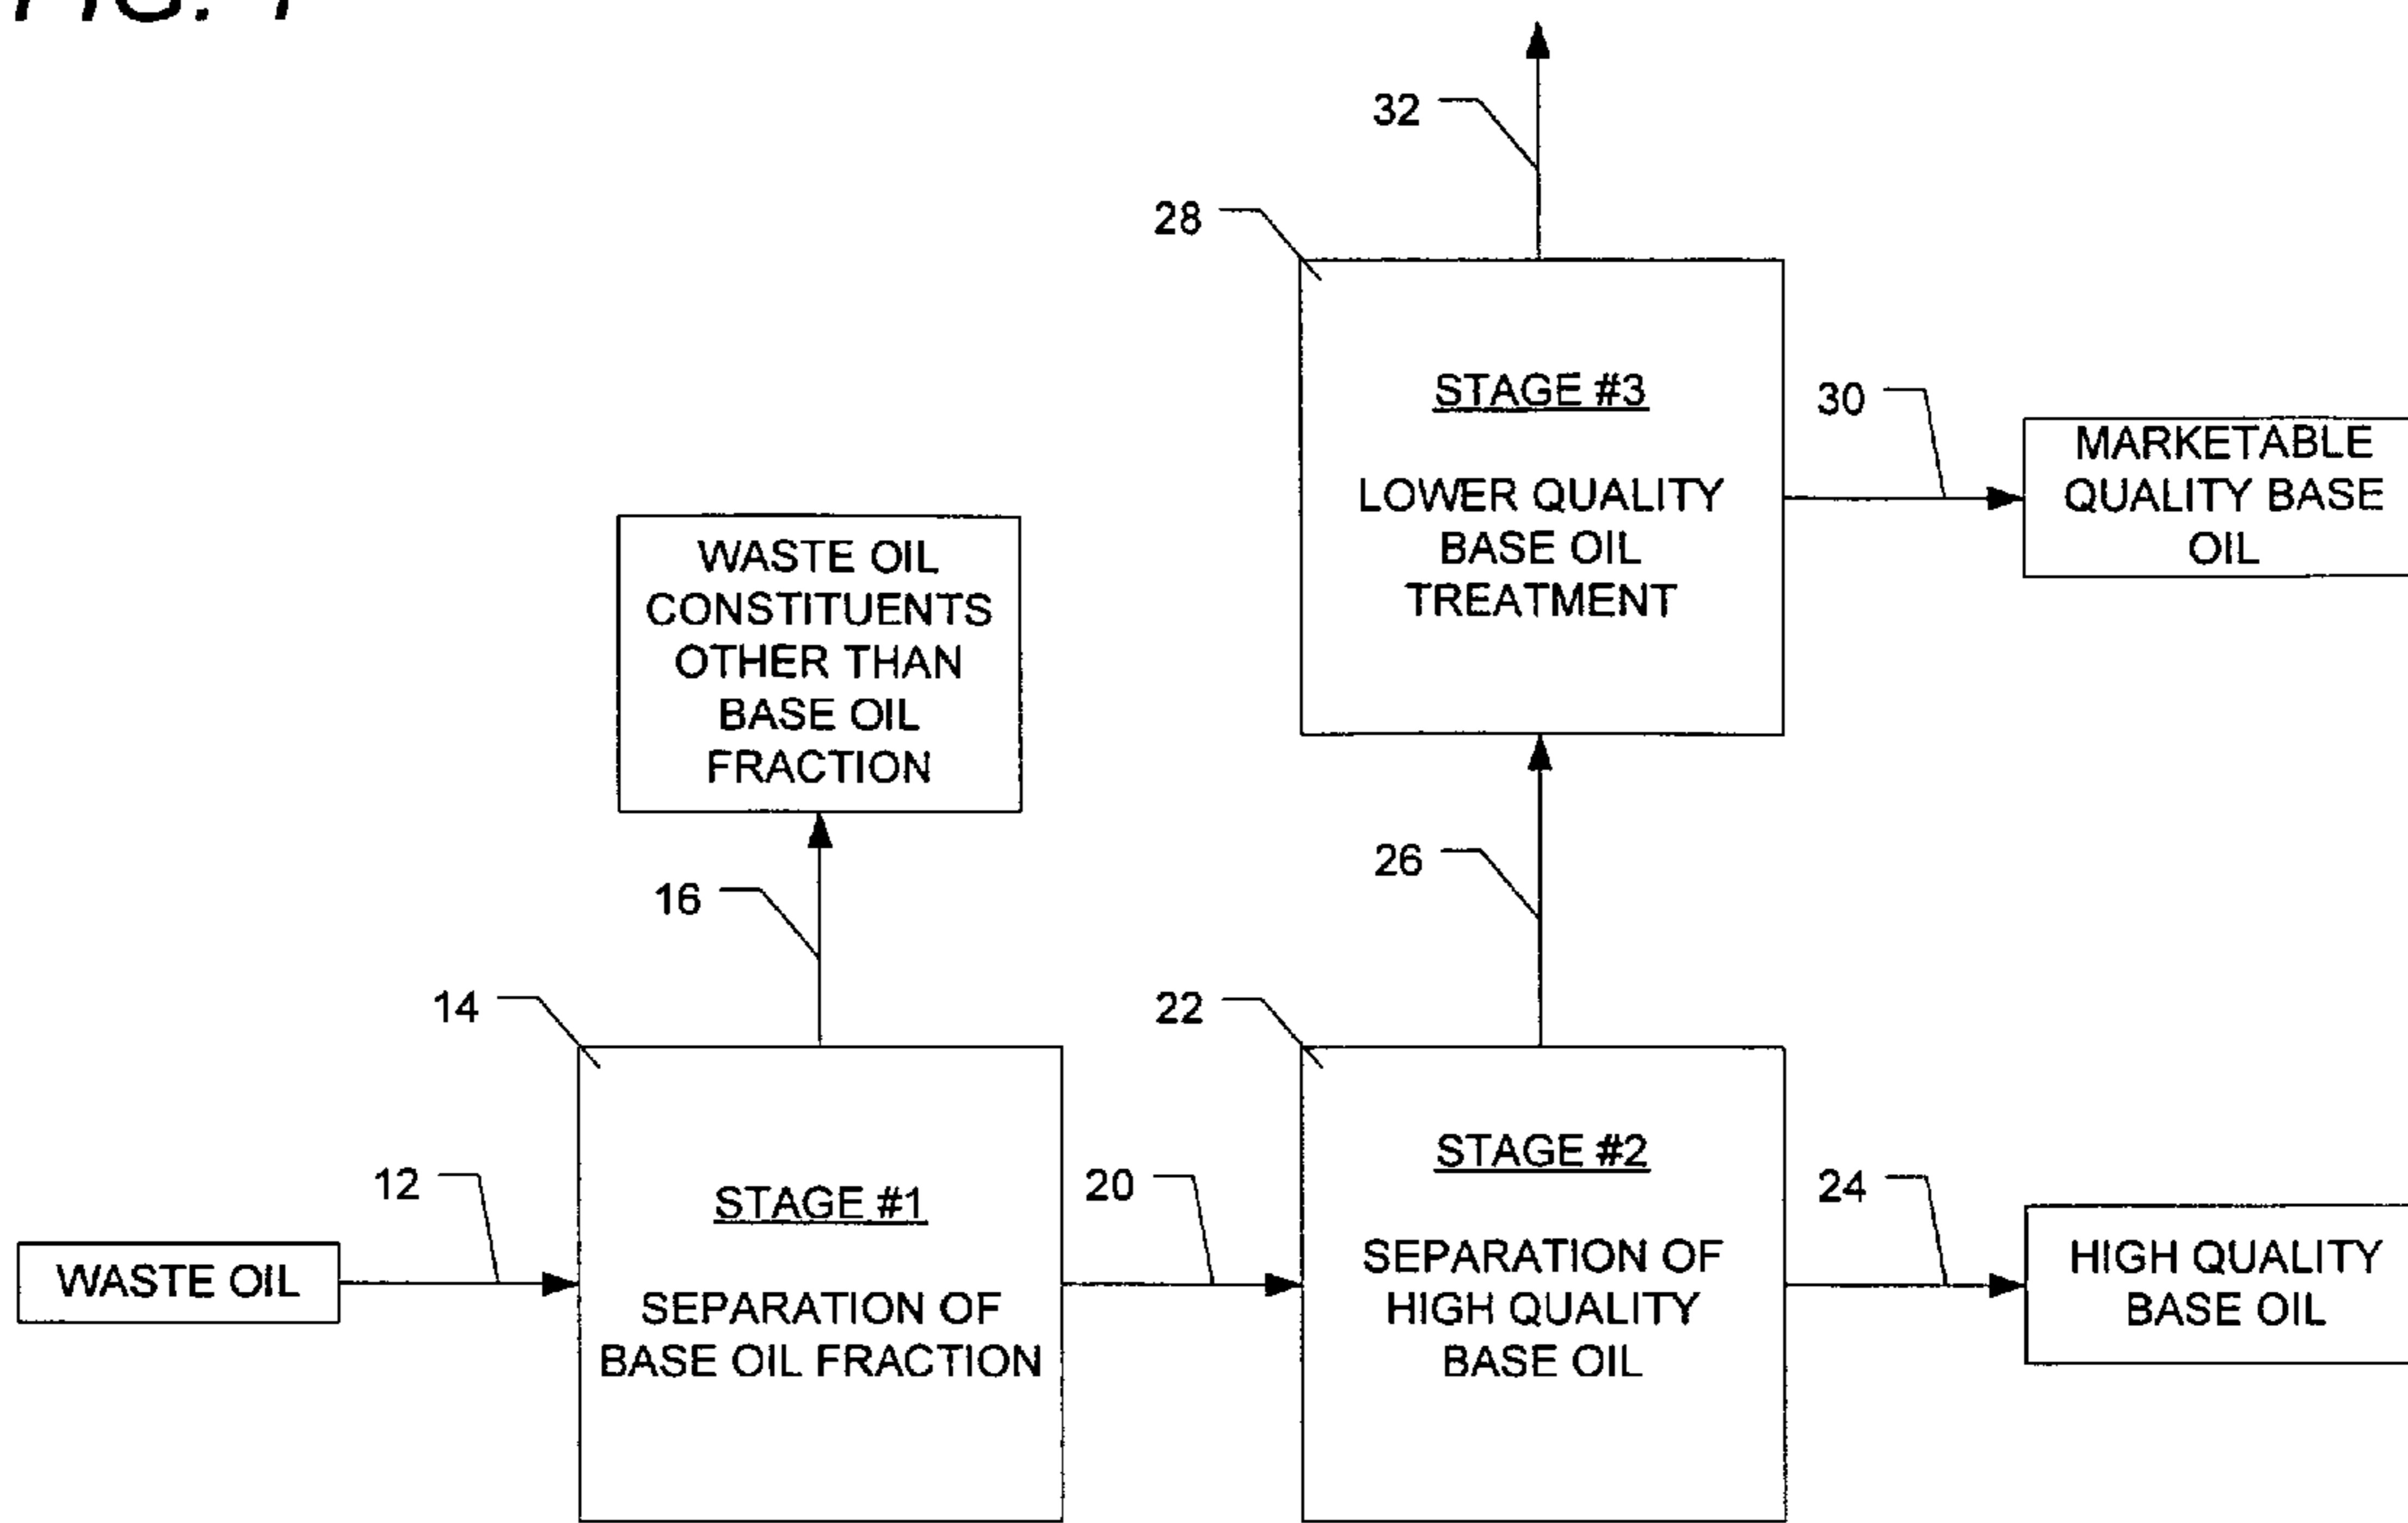 FIG. 1
32
28
STAGE #3
LOWER QUALITY
BASE OIL
TREATMENT
30
MARKETABLE
QUALITY BASE
OIL
WASTE OIL
CONSTITUENTS
OTHER THAN
BASE OIL
FRACTION
16
26
14
22
12
STAGE #1
SEPARATION OF
BASE OIL FRACTION
20
STAGE #2
SEPARATION OF
HIGH QUALITY
BASE OIL
24
WASTE OIL
HIGH QUALITY
BASE OIL